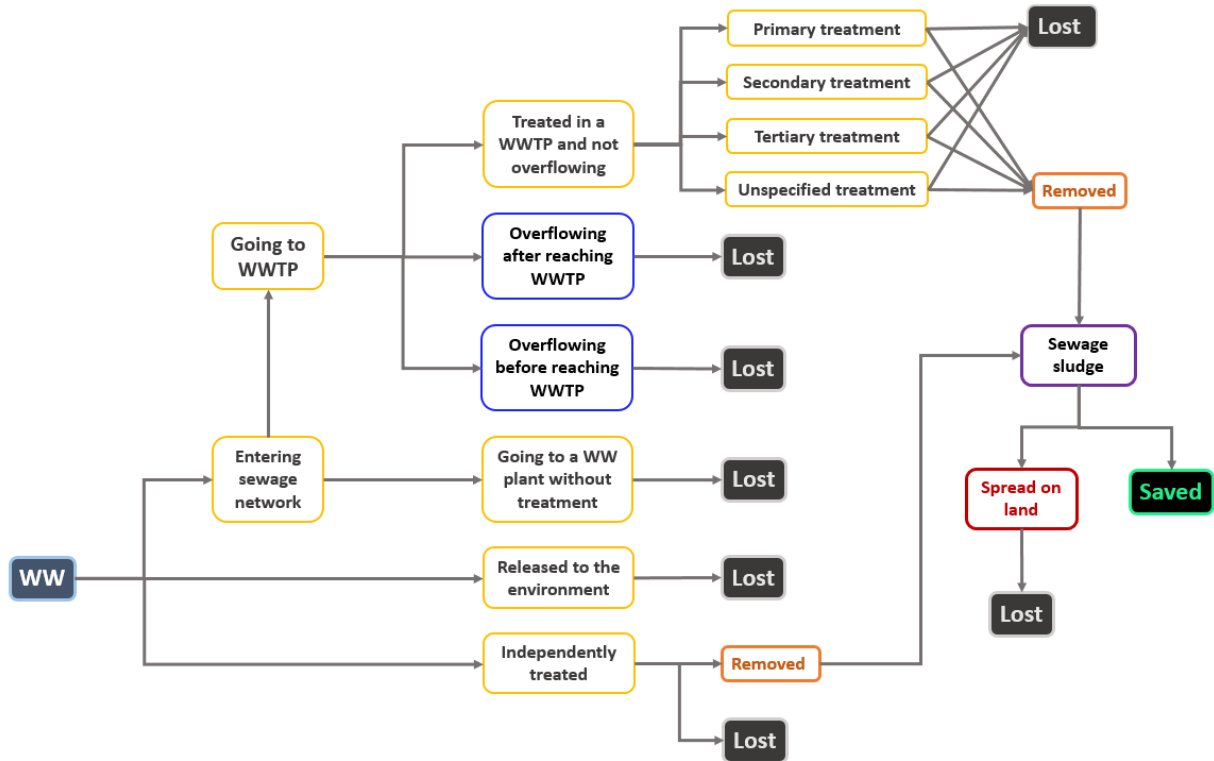 Primary treatment
Lost
Secondary treatment
Treated in a
WWTP and not
overflowing
Tertiary treatment
Unspecified treatment
Removed
Going to
WWTP
Overflowing
after reaching
WWTP
Lost
Overflowing
before reaching
WWTP
Lost
Sewage
sludge
Entering
sewage
network
Going to a WW
plant without
treatment
Lost
Spread on
land
Saved
WW
Released to the
environment
Lost
Lost
Independently
treated
Removed
Lost